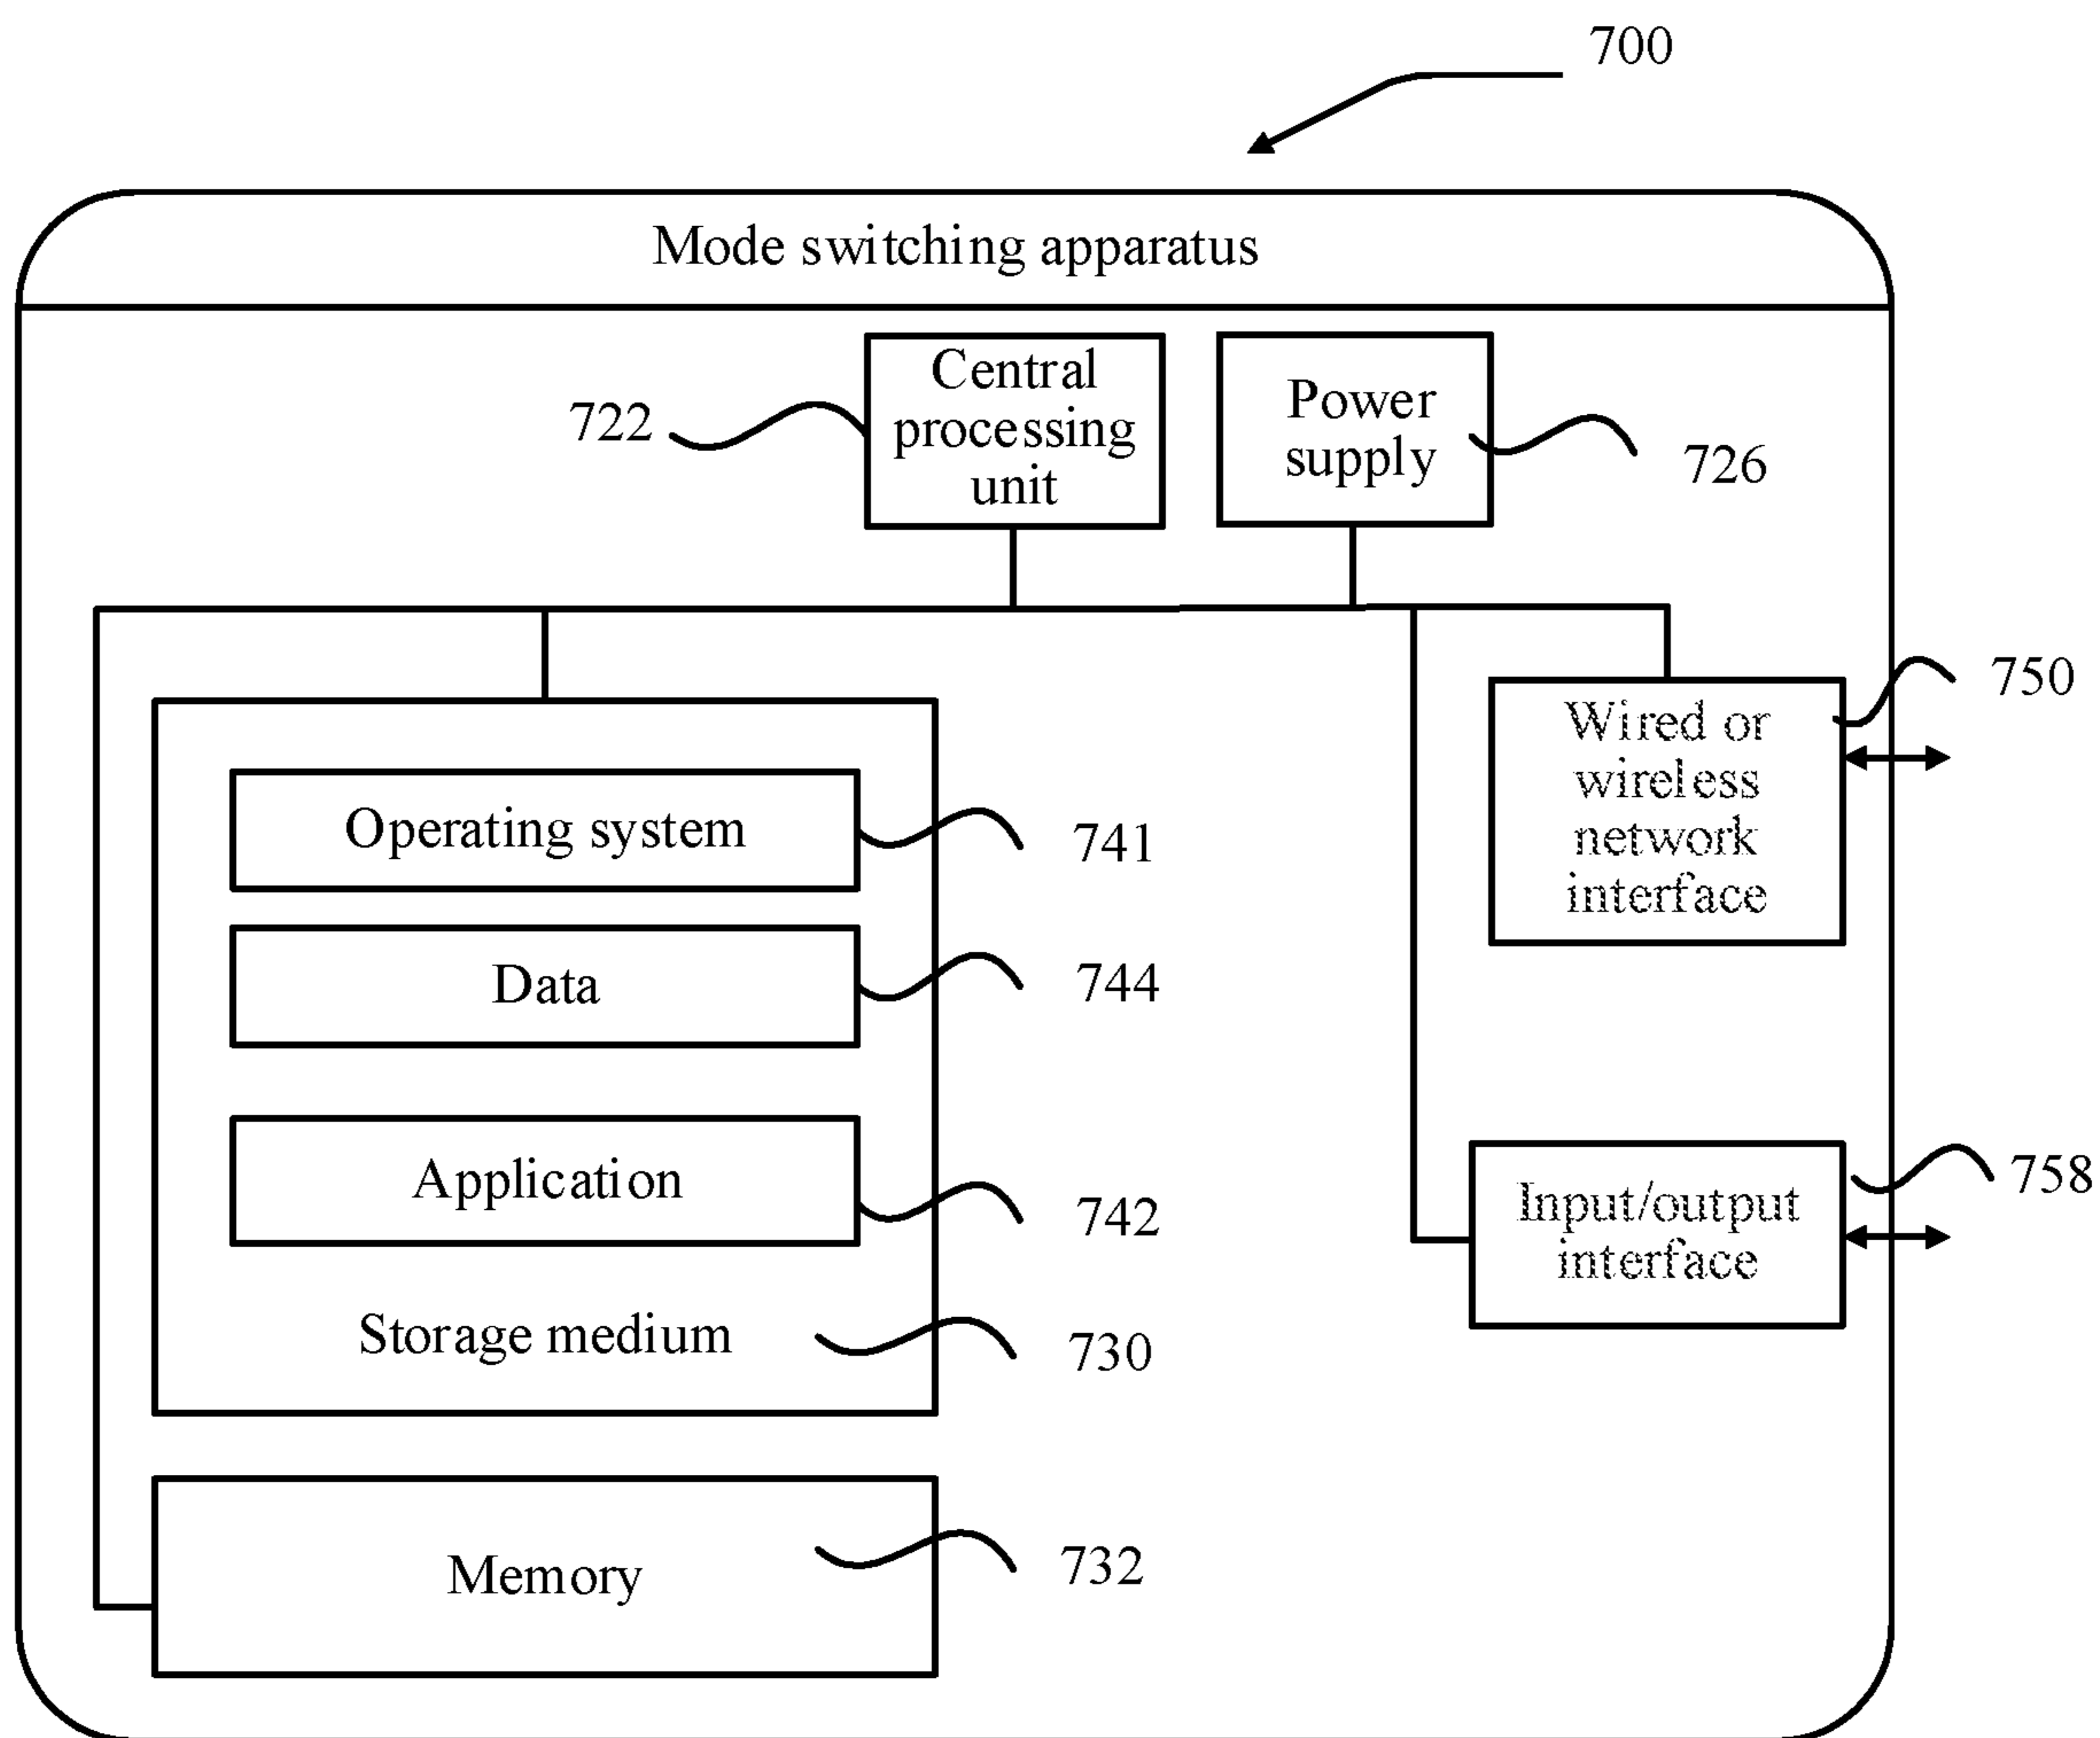 700
Mode switching apparatus
Central
processing
unit
722
Power
supply
726
750
Wired or
wireless
network
interface
Operating system
741
Data
744
Application
742
758
Input/output
interface
Storage medium
730
Memory
732